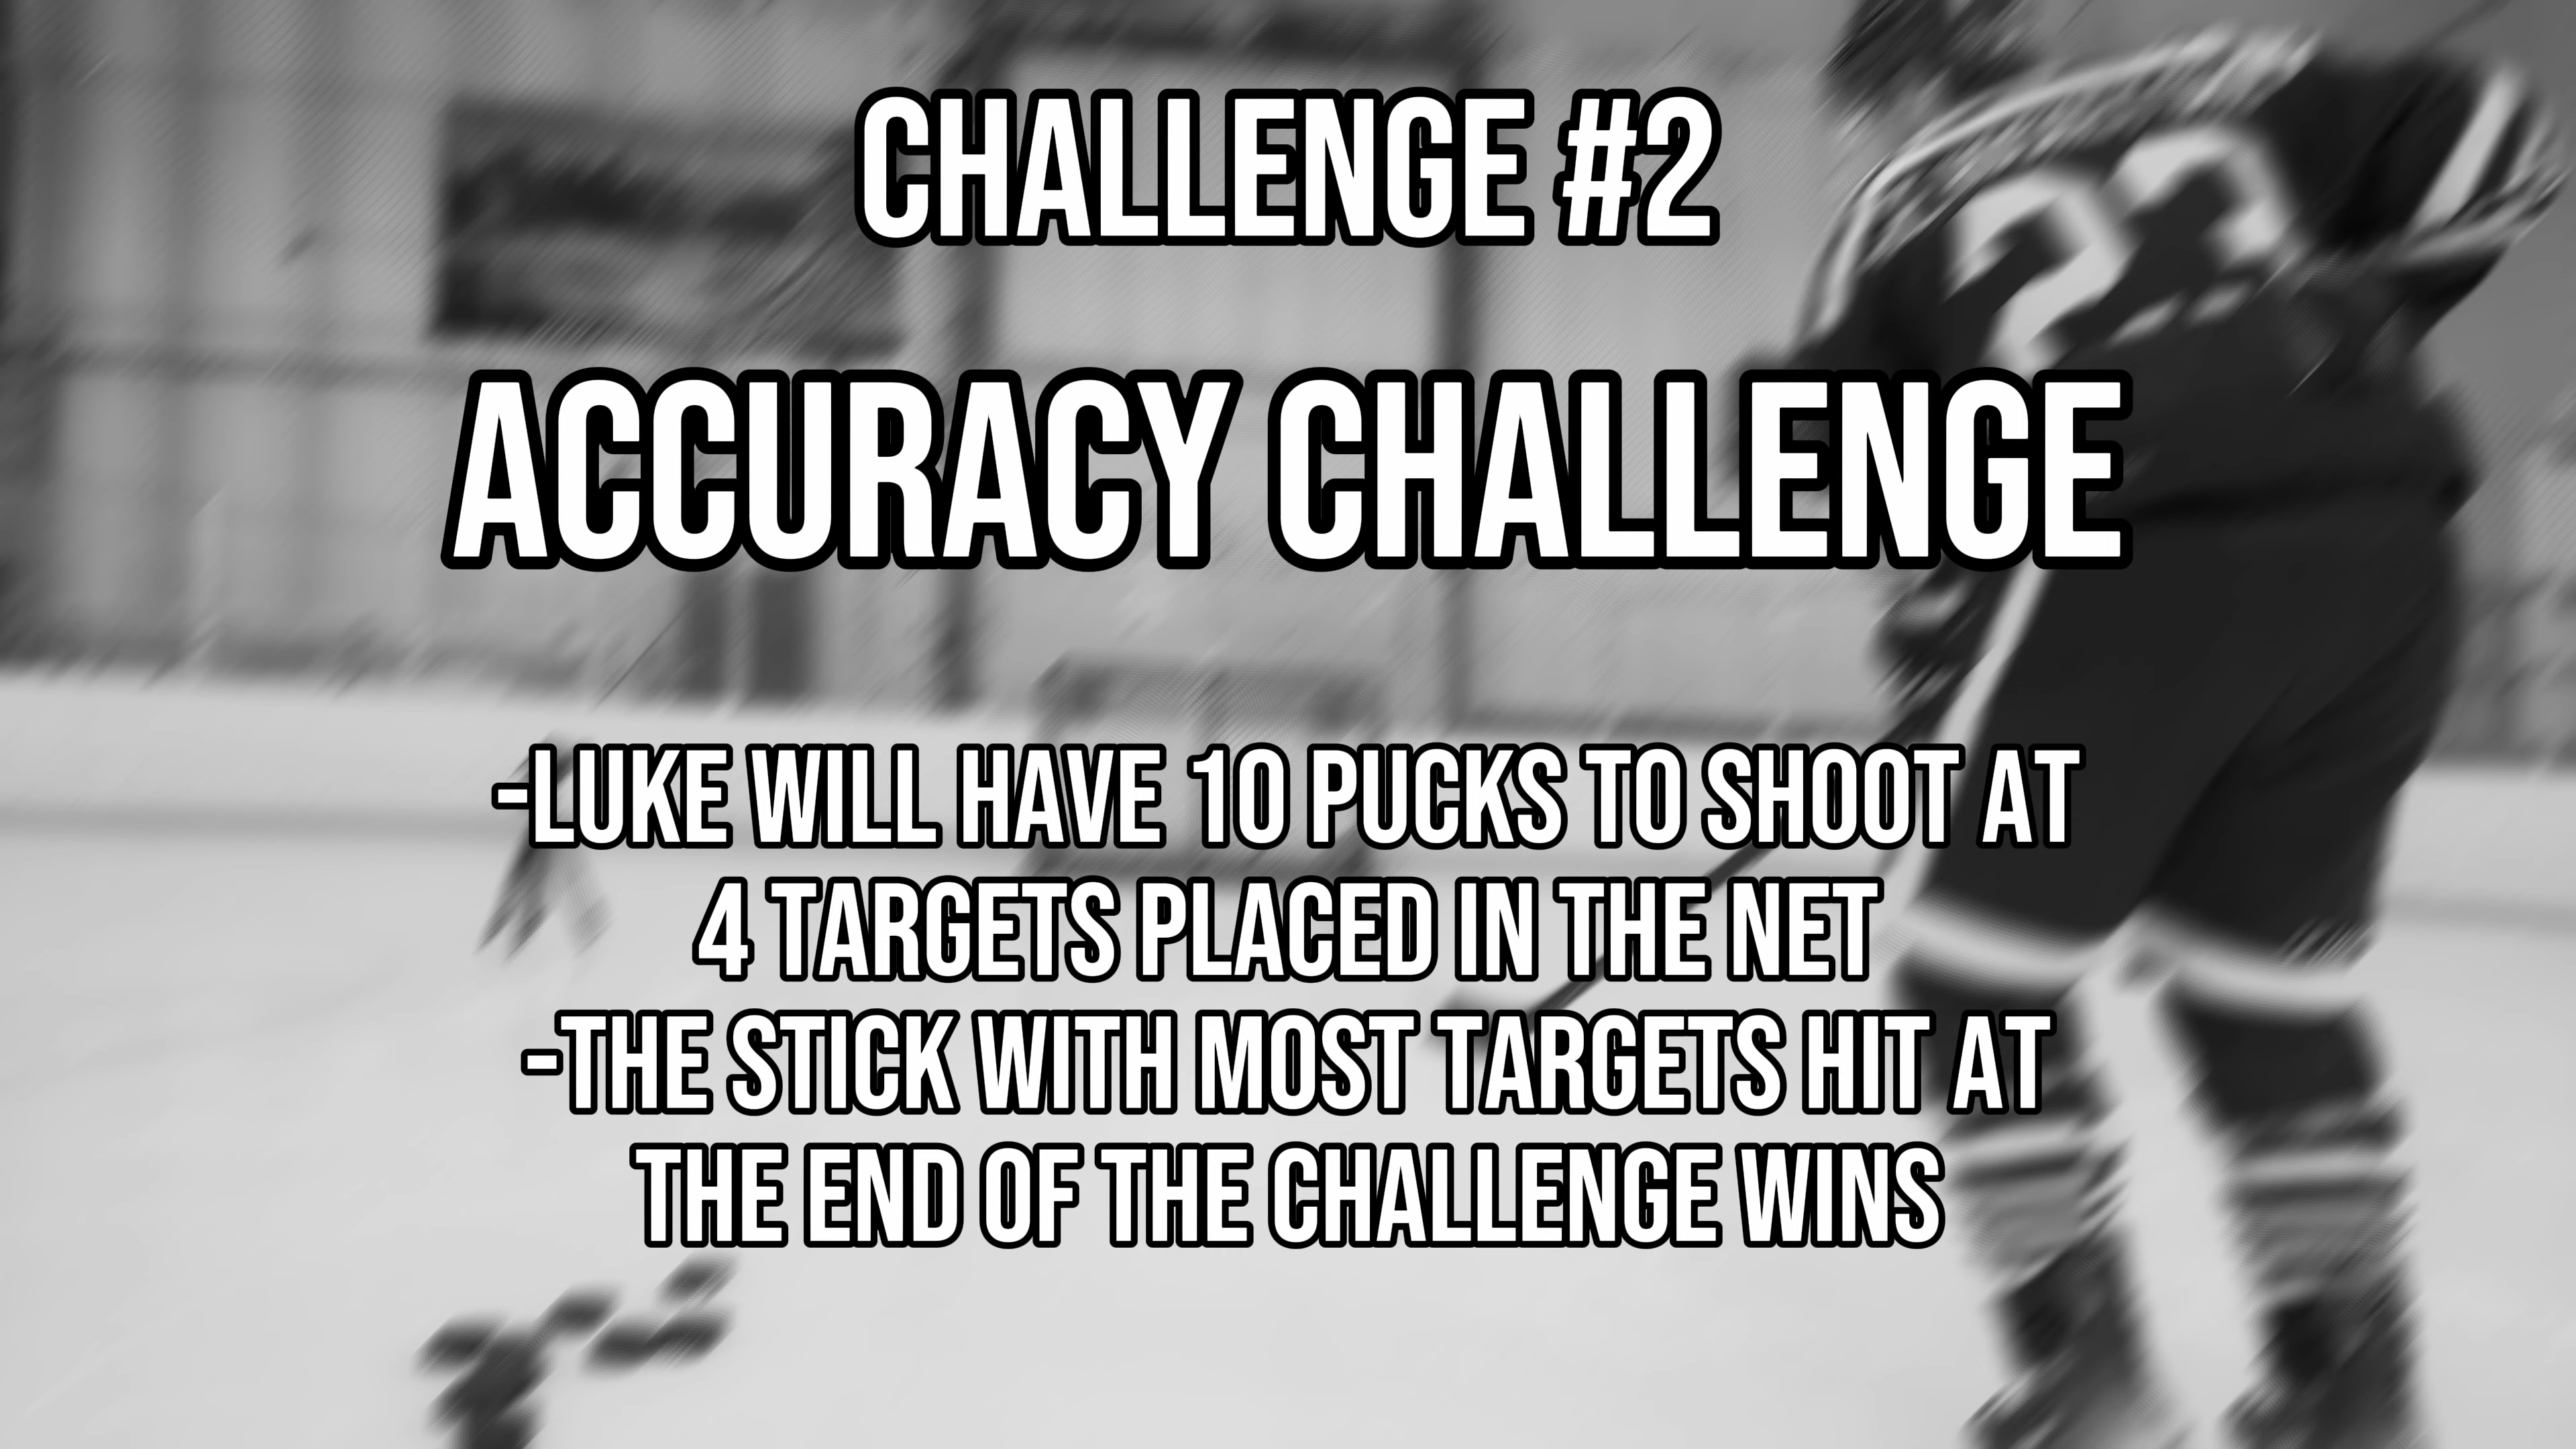 CHALLENGE #2
ACCURACY CHALLENGE
-LUKE WILL HAVE 10 PUCKS TO SHOOT AT
4 TARGETS PLACED IN THE NET
-THE STICK WITH MOST TARGETS HIT AT
THE END OF THE CHALLENGE WINS